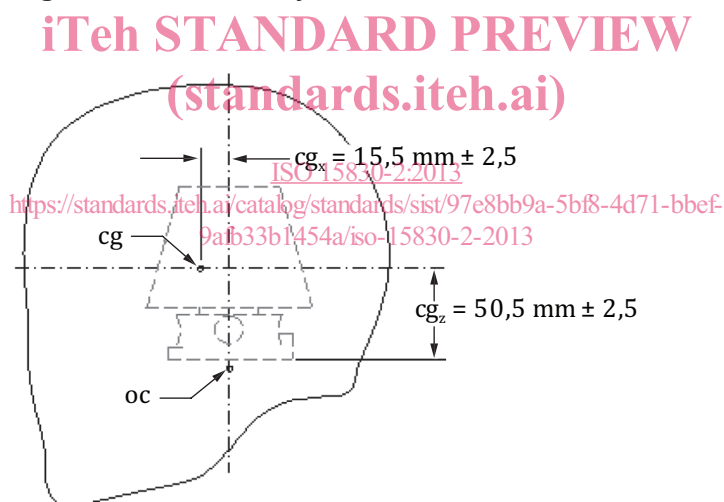 iTeh STANDARD PREVIEW
(standards.iteh.ai)
cgx = 15,5 mm ± 2,5
ISO 15830-2:2013
https://standards.iteh.ai/catalog/standards/sist/97e8bb9a-5bf8-4d71-bbef-
9afb33b1454a/iso-15830-2-2013
cg
cgz = 50,5 mm ± 2,5
oc